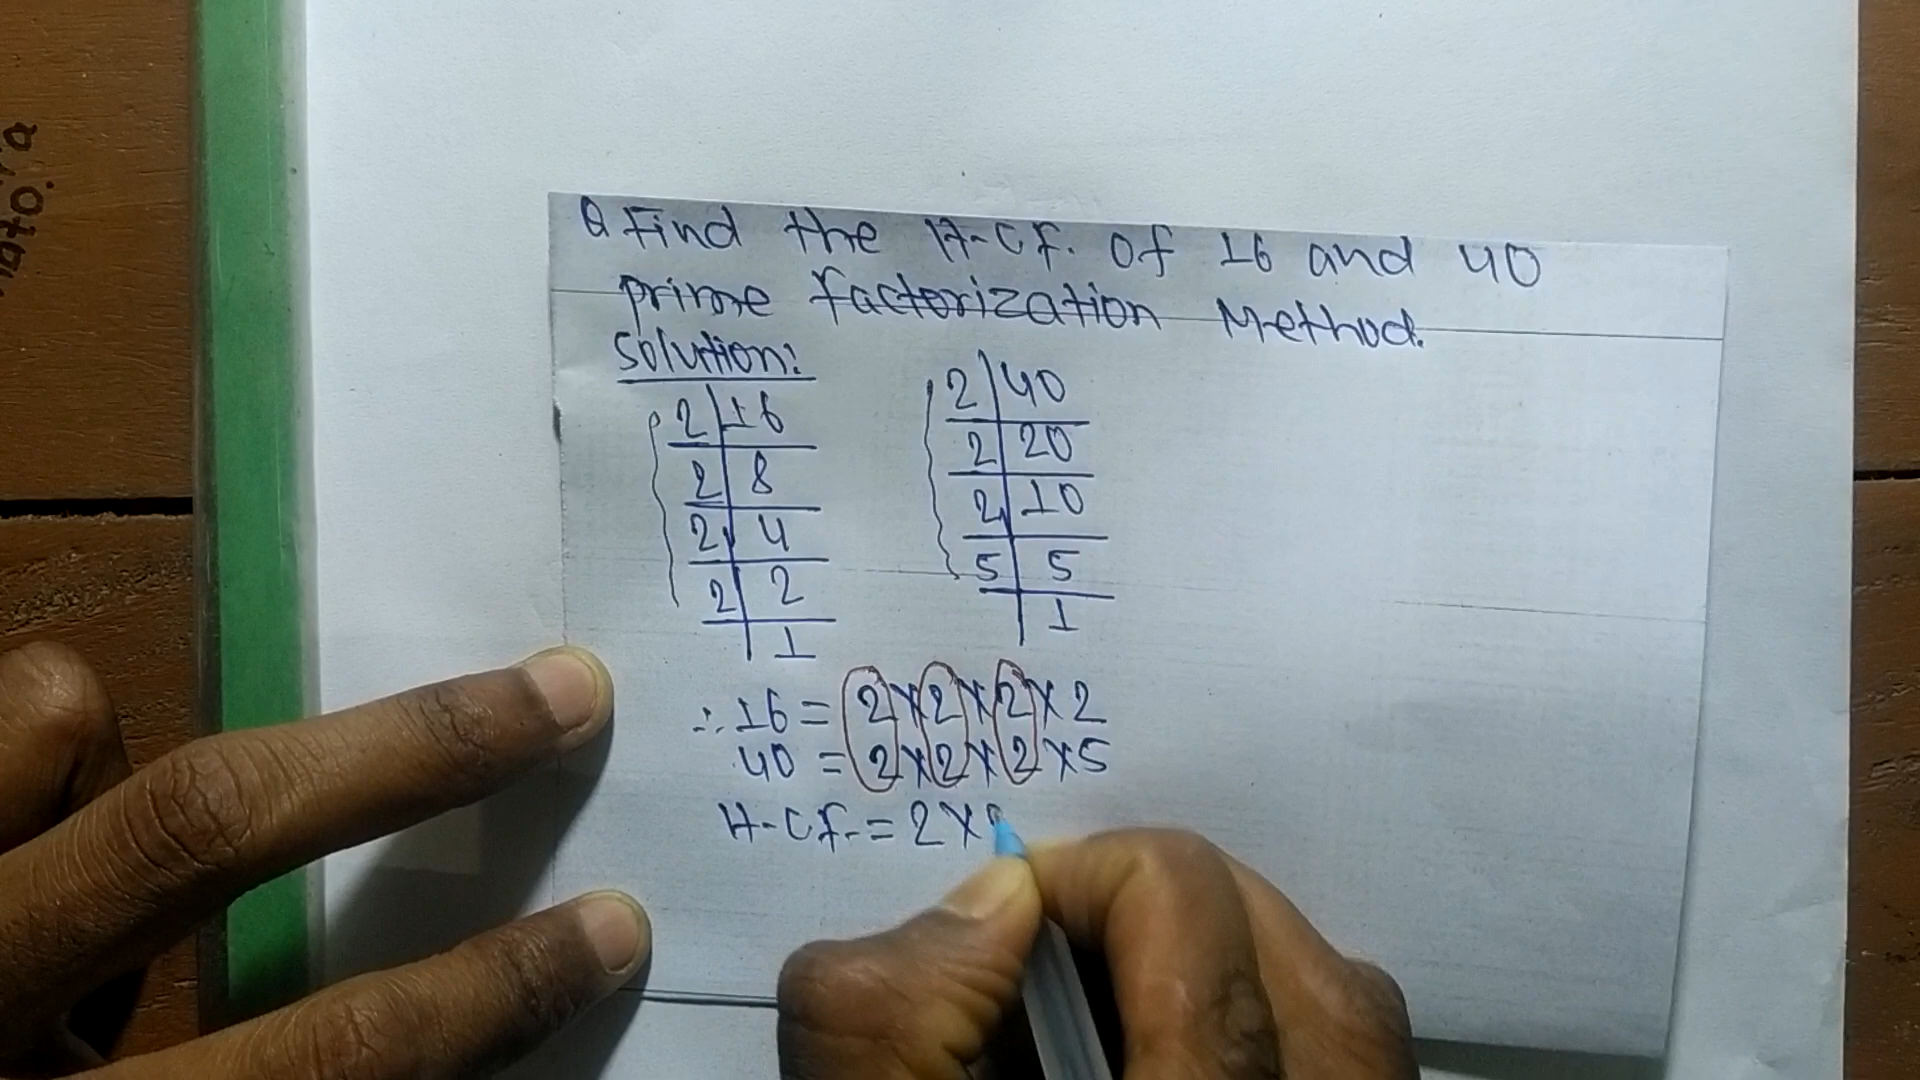 Q Find the H.C.F. of 16 and 40
prime factorization Method.
Solution:
2 16
2 8
2 4
2 2
1
2 40
2 20
2 10
5 5
1
∴ 16 = 2×2×2×2
40 = 2×2×2×5
H.C.F. = 2×